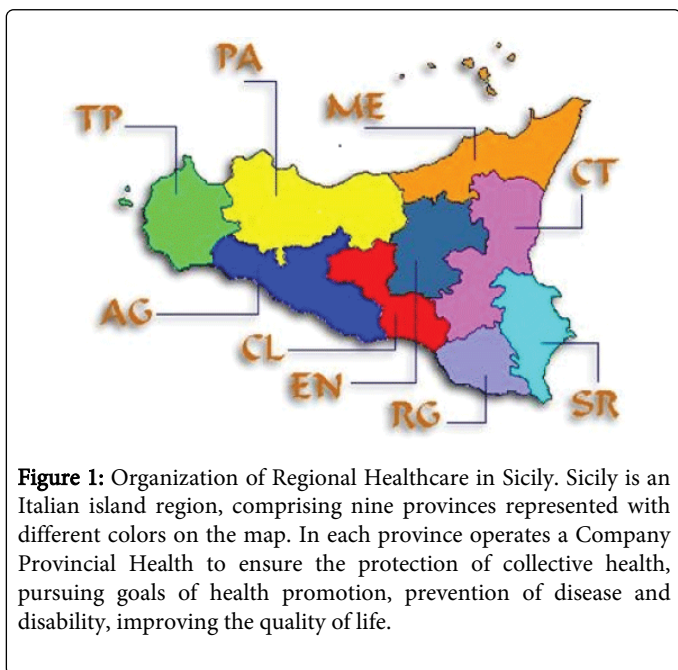 PA
ME
TP
CT
AG
CL
EN
RG
SR
Figure 1: Organization of Regional Healthcare in Sicily. Sicily is an
Italian island region, comprising nine provinces represented with
different colors on the map. In each province operates a Company
Provincial Health to ensure the protection of collective health,
pursuing goals of health promotion, prevention of disease and
disability, improving the quality of life.